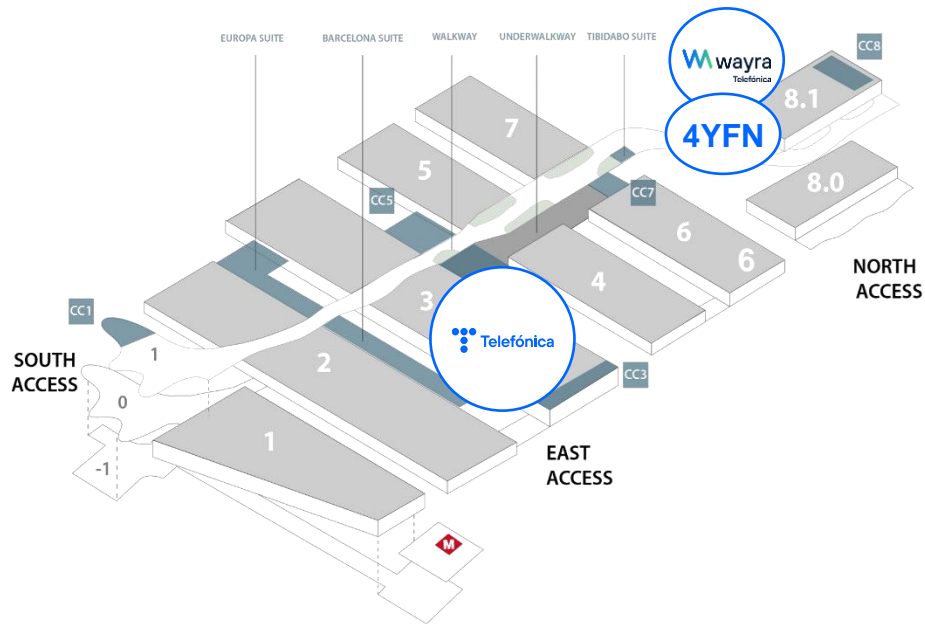 EUROPA SUITE
BARCELONA SUITE
WALKWAY
UNDERWALKWAY
TIBIDABO SUITE
wayra
Telefónica
CC8
8.1
4YFN
7
5
8.0
CC5
CC7
6
6
NORTH
ACCESS
4
3
CC1
1
Telefónica
SOUTH
ACCESS
2
CC3
0
1
EAST
ACCESS
-1
M